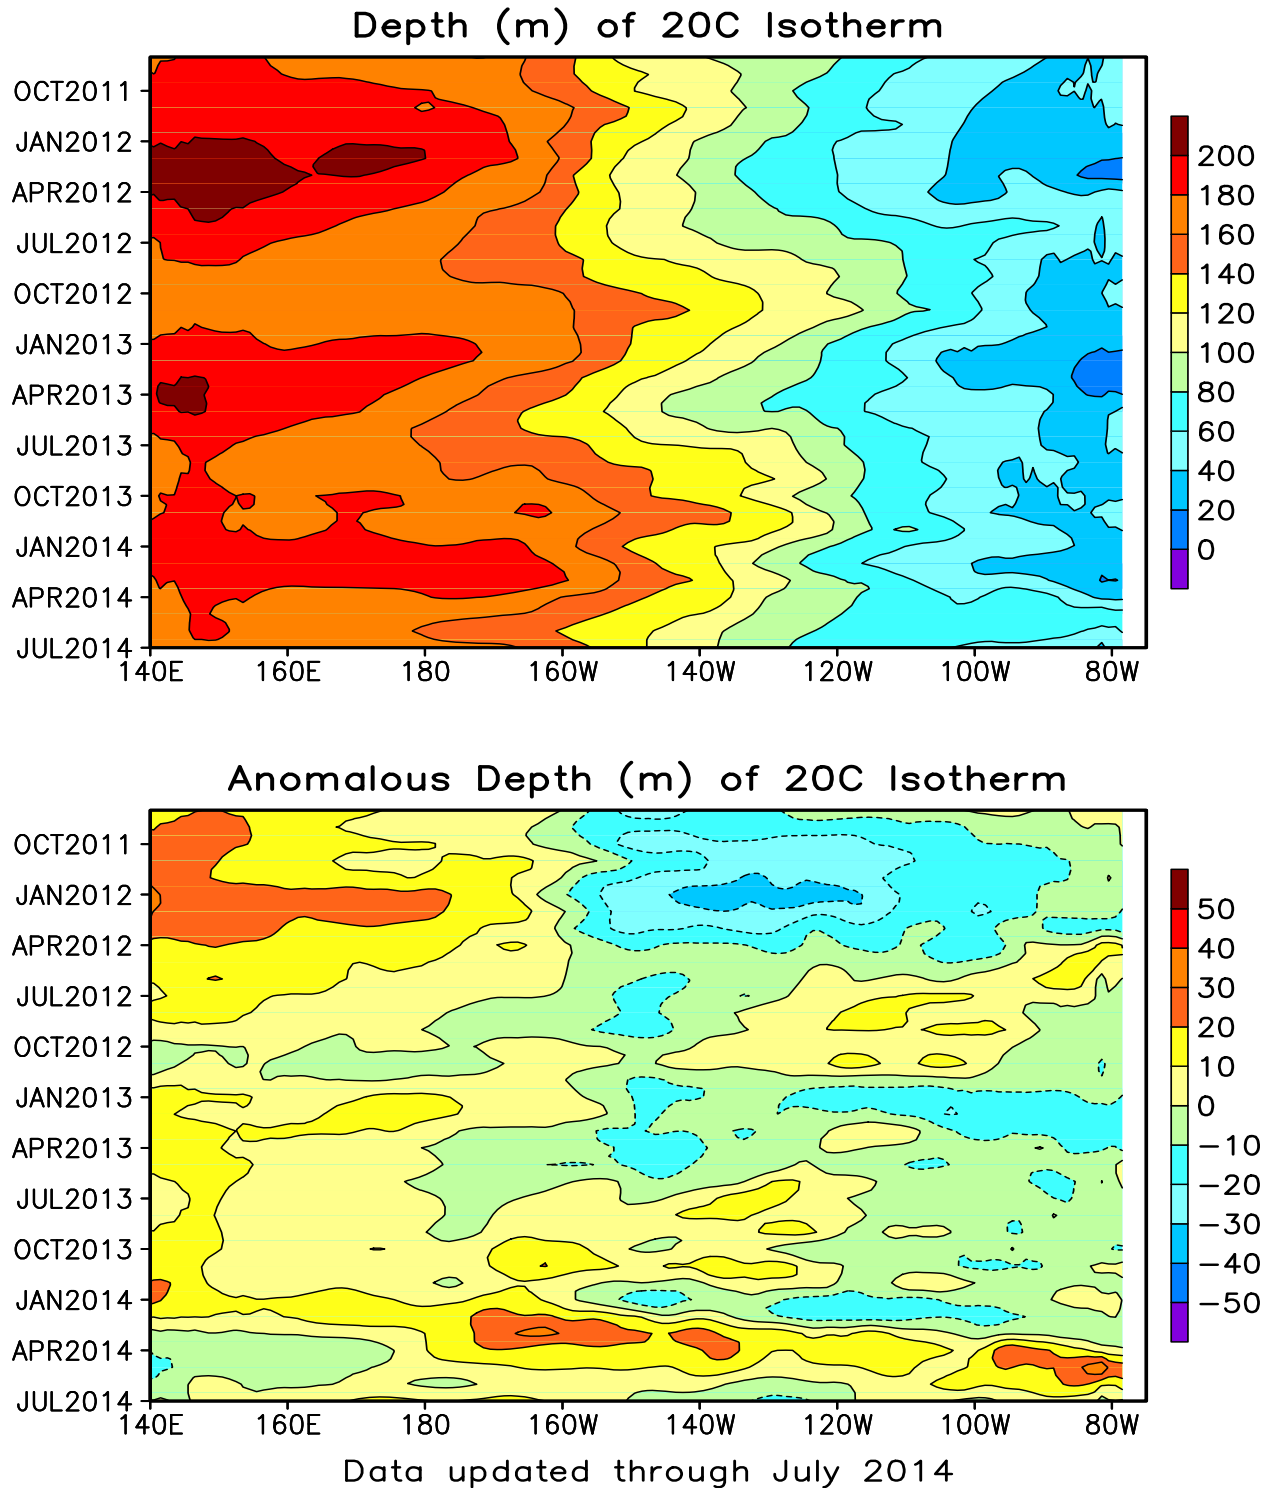 Depth (m) of 20C Isotherm
OCT2011
JAN2012
APR2012
JUL2012
OCT2012
JAN2013
APR2013
JUL2013
OCT2013
JAN2014
APR2014
JUL2014
140E 160E 180 160W 140W 120W 100W 80W
200
180
160
140
120
100
80
60
40
20
0
Anomalous Depth (m) of 20C Isotherm
OCT2011
JAN2012
APR2012
JUL2012
OCT2012
JAN2013
APR2013
JUL2013
OCT2013
JAN2014
APR2014
JUL2014
140E 160E 180 160W 140W 120W 100W 80W
50
40
30
20
10
0
−10
−20
−30
−40
−50
Data updated through July 2014